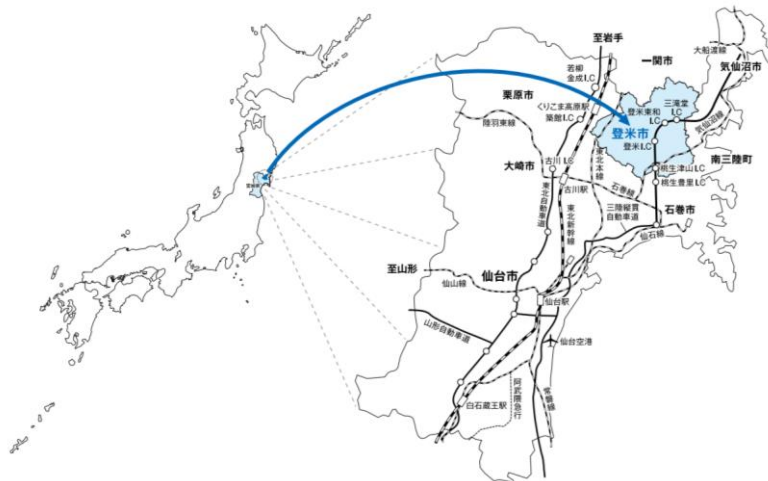 至岩手
一関市
大船渡線
気仙沼市
若柳
金成I.C
栗原市
くりこま高原駅
築館I.C
三滝堂
I.C
登米東和
I.C
登米市
登米I.C
気仙沼線
陸羽東線
東北本線
南三陸町
大崎市
古川I.C
古川駅
桃生津山I.C
桃生豊里I.C
石巻線
石巻市
東北自動車道
東北新幹線
三陸縦貫
自動車道
仙石線
宮城県
至山形
仙台市
仙山線
仙台駅
山形自動車道
仙台空港
阿武隈急行
常磐線
白石蔵王駅